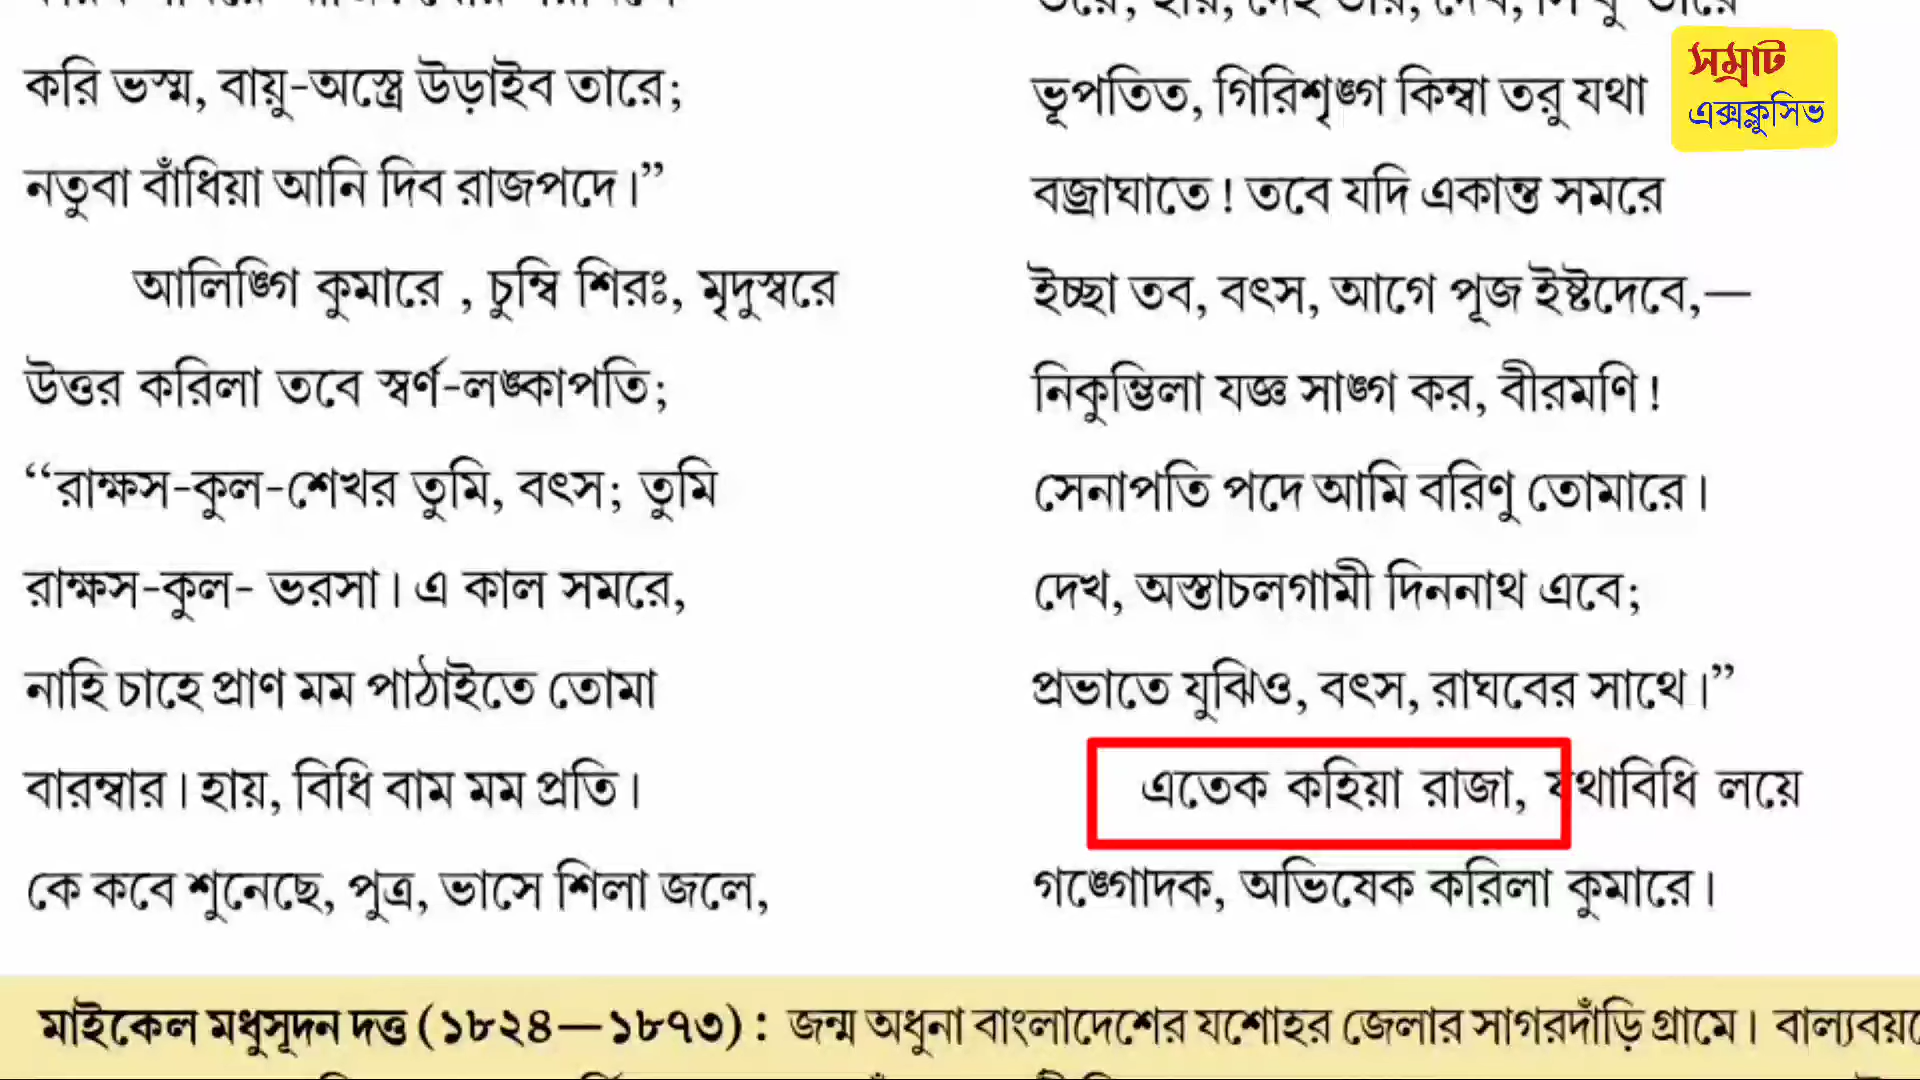 করি ভস্ম, বায়ু-অস্ত্রে উড়াইব তারে;
নতুবা বাঁধিয়া আনি দিব রাজপদে।”
আলিঙ্গি কুমারে , চুম্বি শিরঃ, মৃদুস্বরে
উত্তর করিলা তবে স্বর্ণ-লঙ্কাপতি;
“রাক্ষস-কুল-শেখর তুমি, বৎস; তুমি
রাক্ষস-কুল- ভরসা। এ কাল সমরে,
নাহি চাহে প্রাণ মম পাঠাইতে তোমা
বারম্বার। হায়, বিধি বাম মম প্রতি।
কে কবে শুনেছে, পুত্র, ভাসে শিলা জলে,
ভূপতিত, গিরিশৃঙ্গ কিম্বা তরু যথা
বজ্রাঘাতে! তবে যদি একান্ত সমরে
ইচ্ছা তব, বৎস, আগে পূজ ইষ্টদেবে,—
নিকুম্ভিলা যজ্ঞ সাঙ্গ কর, বীরমণি!
সেনাপতি পদে আমি বরিণু তোমারে।
দেখ, অস্তাচলগামী দিননাথ এবে;
প্রভাতে যুঝিও, বৎস, রাঘবের সাথে।”
এতেক কহিয়া রাজা, যথাবিধি লয়ে
গঙ্গোদক, অভিষেক করিলা কুমারে।
সম্রাট
এক্সক্লুসিভ
মাইকেল মধুসূদন দত্ত (১৮২৪—১৮৭৩) : জন্ম অধুনা বাংলাদেশের যশোহর জেলার সাগরদাঁড়ি গ্রামে। বাল্যবয়